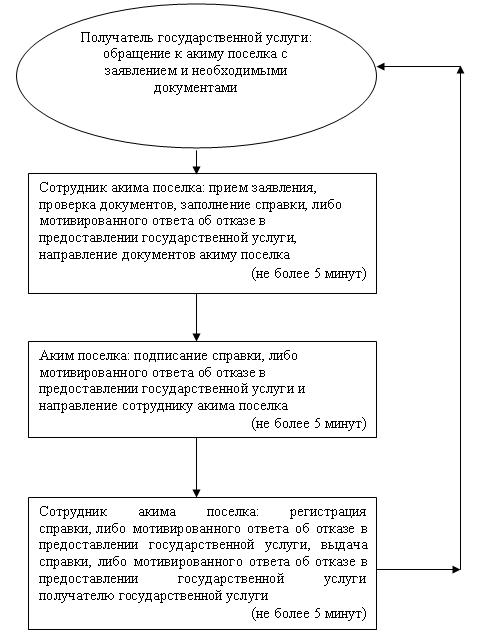 Получатель государственной услуги:
обращение к акиму поселка с
заявлением и необходимыми
документами
Сотрудник акима поселка: прием заявления,
проверка документов, заполнение справки, либо
мотивированного ответа об отказе в
предоставлении государственной услуги,
направление документов акиму поселка
(не более 5 минут)
Аким поселка: подписание справки, либо
мотивированного ответа об отказе в
предоставлении государственной услуги и
направление сотруднику акима поселка
(не более 5 минут)
Сотрудник акима поселка: регистрация
справки, либо мотивированного ответа об отказе в
предоставлении государственной услуги, выдача
справки, либо мотивированного ответа об отказе в
предоставлении государственной услуги
получателю государственной услуги
(не более 5 минут)